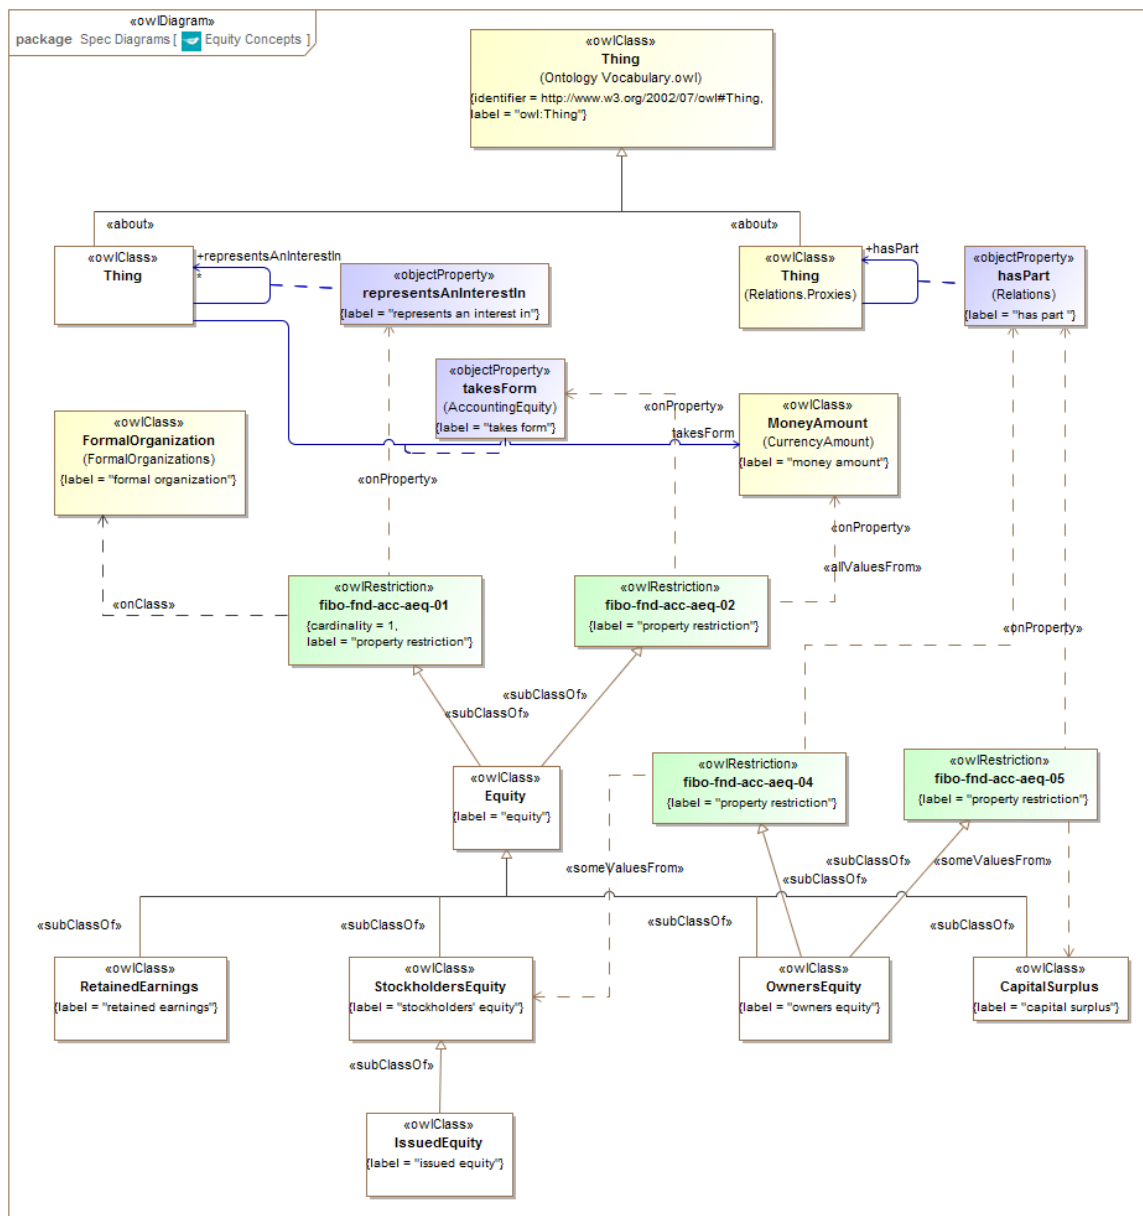 «owlDiagram»
package Spec Diagrams [ Equity Concepts ]
«owlClass»
Thing
(Ontology Vocabulary.owl)
{identifier = http://www.w3.org/2002/07/owl#Thing,
label = "owl:Thing"}
«about»
«about»
«owlClass»
Thing
+representsAnInterestIn
*
«objectProperty»
representsAnInterestIn
{label = "represents an interest in"}
«owlClass»
Thing
(Relations.Proxies)
+hasPart
«objectProperty»
hasPart
(Relations)
{label = "has part "}
«objectProperty»
takesForm
(AccountingEquity)
{label = "takes form"}
«onProperty»
takesForm
«owlClass»
MoneyAmount
(CurrencyAmount)
{label = "money amount"}
«owlClass»
FormalOrganization
(FormalOrganizations)
{label = "formal organization"}
«onProperty»
«onProperty»
«allValuesFrom»
«onClass»
«owlRestriction»
fibo-fnd-acc-aeq-01
{cardinality = 1,
label = "property restriction"}
«owlRestriction»
fibo-fnd-acc-aeq-02
{label = "property restriction"}
«onProperty»
«subClassOf»
«subClassOf»
«owlClass»
Equity
{label = "equity"}
«owlRestriction»
fibo-fnd-acc-aeq-04
{label = "property restriction"}
«owlRestriction»
fibo-fnd-acc-aeq-05
{label = "property restriction"}
«someValuesFrom»
«subClassOf»
«someValuesFrom»
«subClassOf»
«subClassOf»
«subClassOf»
«subClassOf»
«subClassOf»
«owlClass»
RetainedEarnings
{label = "retained earnings"}
«owlClass»
StockholdersEquity
{label = "stockholders' equity"}
«owlClass»
OwnersEquity
{label = "owners equity"}
«owlClass»
CapitalSurplus
{label = "capital surplus"}
«subClassOf»
«owlClass»
IssuedEquity
{label = "issued equity"}